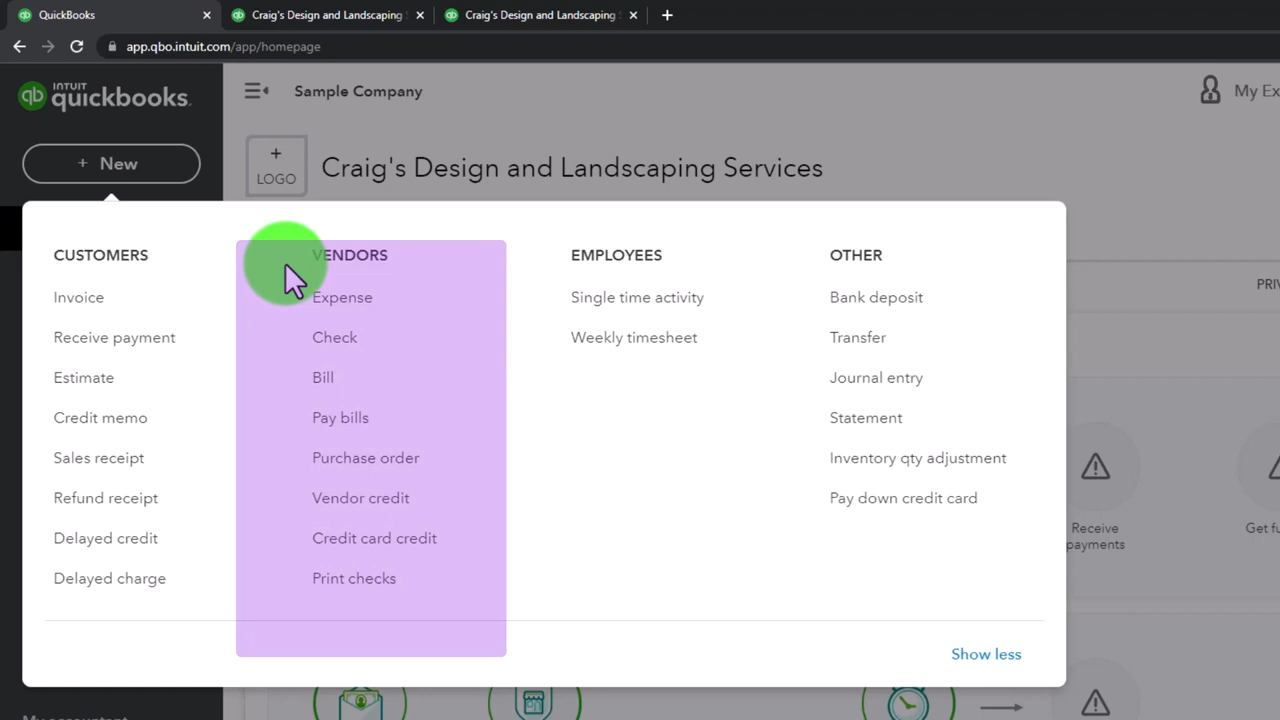 QuickBooks
Craig's Design and Landscaping
Craig's Design and Landscaping
app.qbo.intuit.com/app/homepage
qb INTUIT quickbooks.
Sample Company
My Ex
+ New
+ LOGO
Craig's Design and Landscaping Services
CUSTOMERS
Invoice
Receive payment
Estimate
Credit memo
Sales receipt
Refund receipt
Delayed credit
Delayed charge
VENDORS
Expense
Check
Bill
Pay bills
Purchase order
Vendor credit
Credit card credit
Print checks
EMPLOYEES
Single time activity
Weekly timesheet
OTHER
Bank deposit
Transfer
Journal entry
Statement
Inventory qty adjustment
Pay down credit card
Show less
PRIV
Receive
payments
Get fu